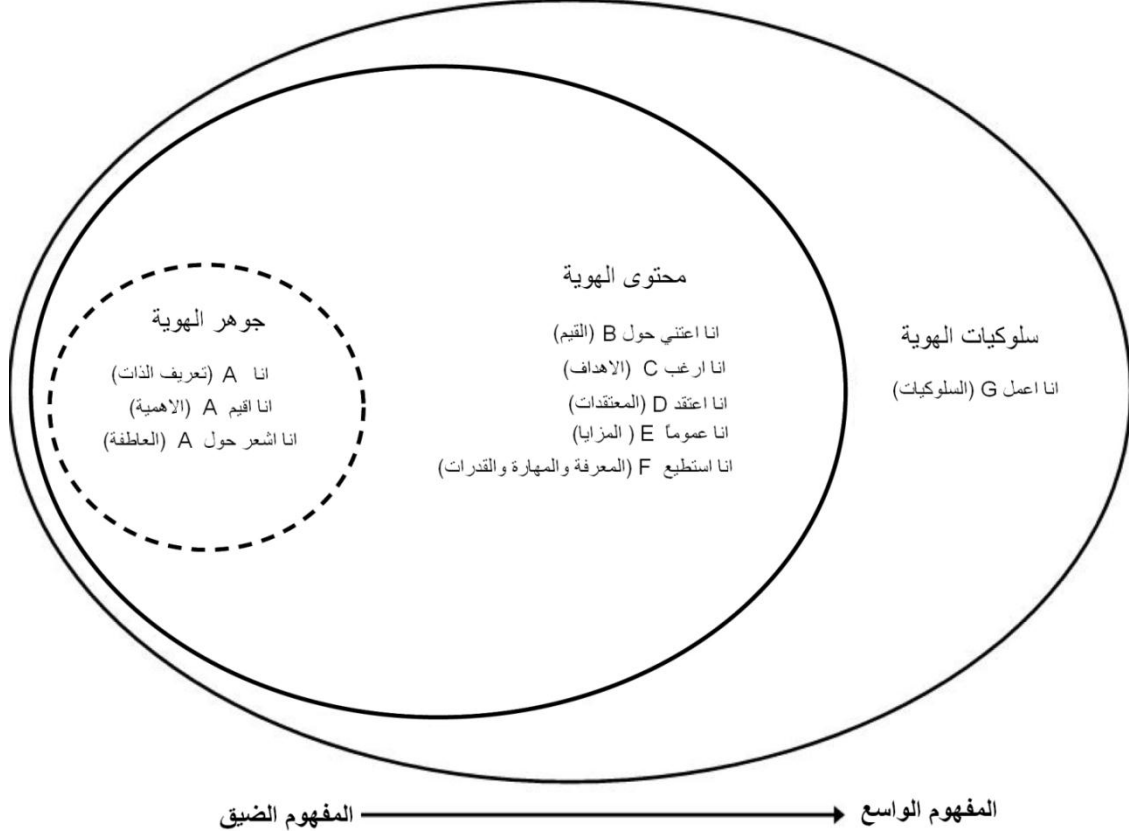 جوهر الهوية
انا A (تعريف الذات)
انا اقيم A (الاهمية)
انا اشعر حول A (العاطفة)
محتوى الهوية
انا اعتني حول B (القيم)
انا ارغب C (الاهداف)
انا اعتقد D (المعتقدات)
انا عموماً E ( المزايا)
انا استطيع F (المعرفة والمهارة والقدرات)
سلوكيات الهوية
انا اعمل G (السلوكيات)
المفهوم الضيق
المفهوم الواسع